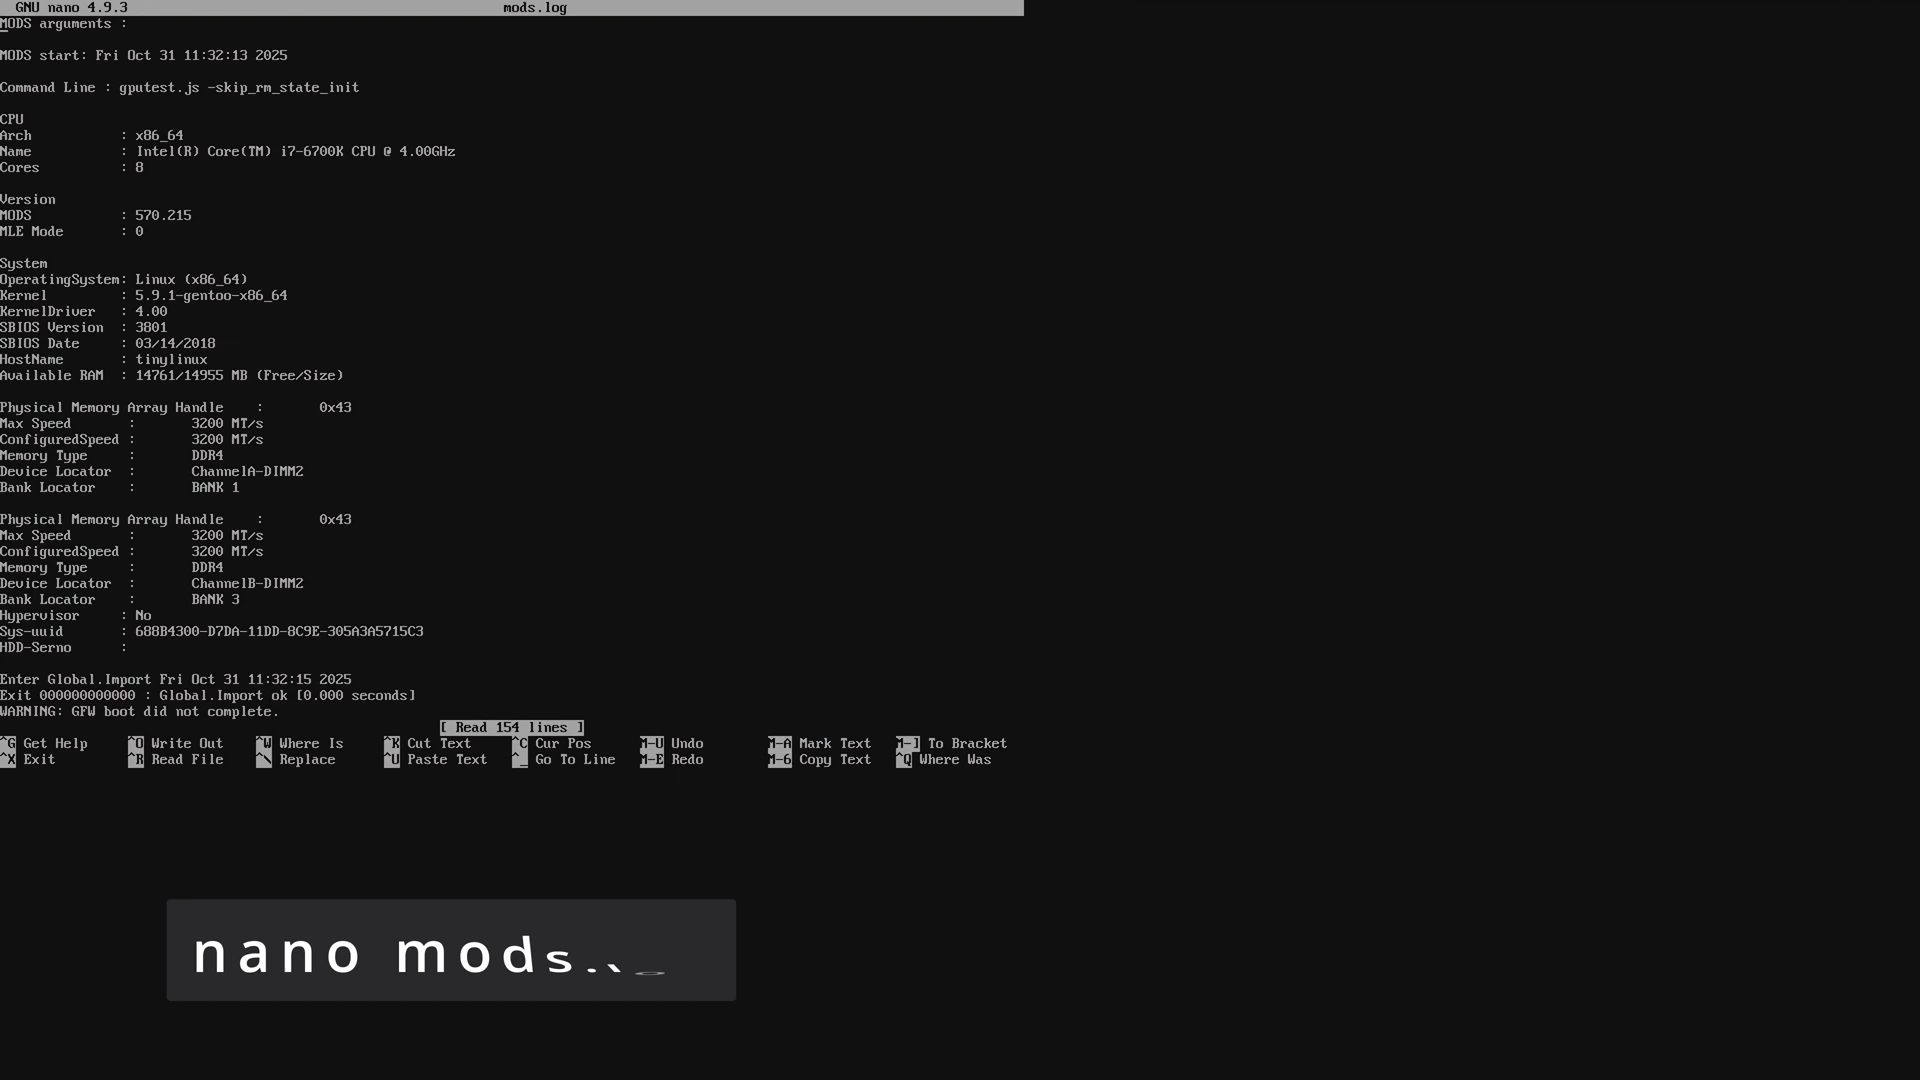 GNU nano 4.9.3 mods.log
MODS arguments :
MODS start: Fri Oct 31 11:32:13 2025
Command Line : gputest.js -skip_rm_state_init
CPU
Arch : x86_64
Name : Intel(R) Core(TM) i7-6700K CPU @ 4.00GHz
Cores : 8
Version
MODS : 570.215
MLE Mode : 0
System
OperatingSystem: Linux (x86_64)
Kernel : 5.9.1-gentoo-x86_64
KernelDriver : 4.00
SBIOS Version : 3801
SBIOS Date : 03/14/2018
HostName : tinylinux
Available RAM : 14761/14955 MB (Free/Size)
Physical Memory Array Handle : 0x43
Max Speed : 3200 MT/s
ConfiguredSpeed : 3200 MT/s
Memory Type : DDR4
Device Locator : ChannelA-DIMM2
Bank Locator : BANK 1
Physical Memory Array Handle : 0x43
Max Speed : 3200 MT/s
ConfiguredSpeed : 3200 MT/s
Memory Type : DDR4
Device Locator : ChannelB-DIMM2
Bank Locator : BANK 3
Hypervisor : No
Sys-uuid : 688B4300-D7DA-11DD-8C9E-305A3A5715C3
HDD-Serno :
Enter Global.Import Fri Oct 31 11:32:15 2025
Exit 000000000000 : Global.Import ok [0.000 seconds]
WARNING: GFW boot did not complete.
[ Read 154 lines ]
^G Get Help ^O Write Out ^W Where Is ^K Cut Text ^C Cur Pos M-U Undo M-A Mark Text M-] To Bracket
^X Exit ^R Read File ^\ Replace ^U Paste Text ^_ Go To Line M-E Redo M-6 Copy Text ^Q Where Was
nano mods.